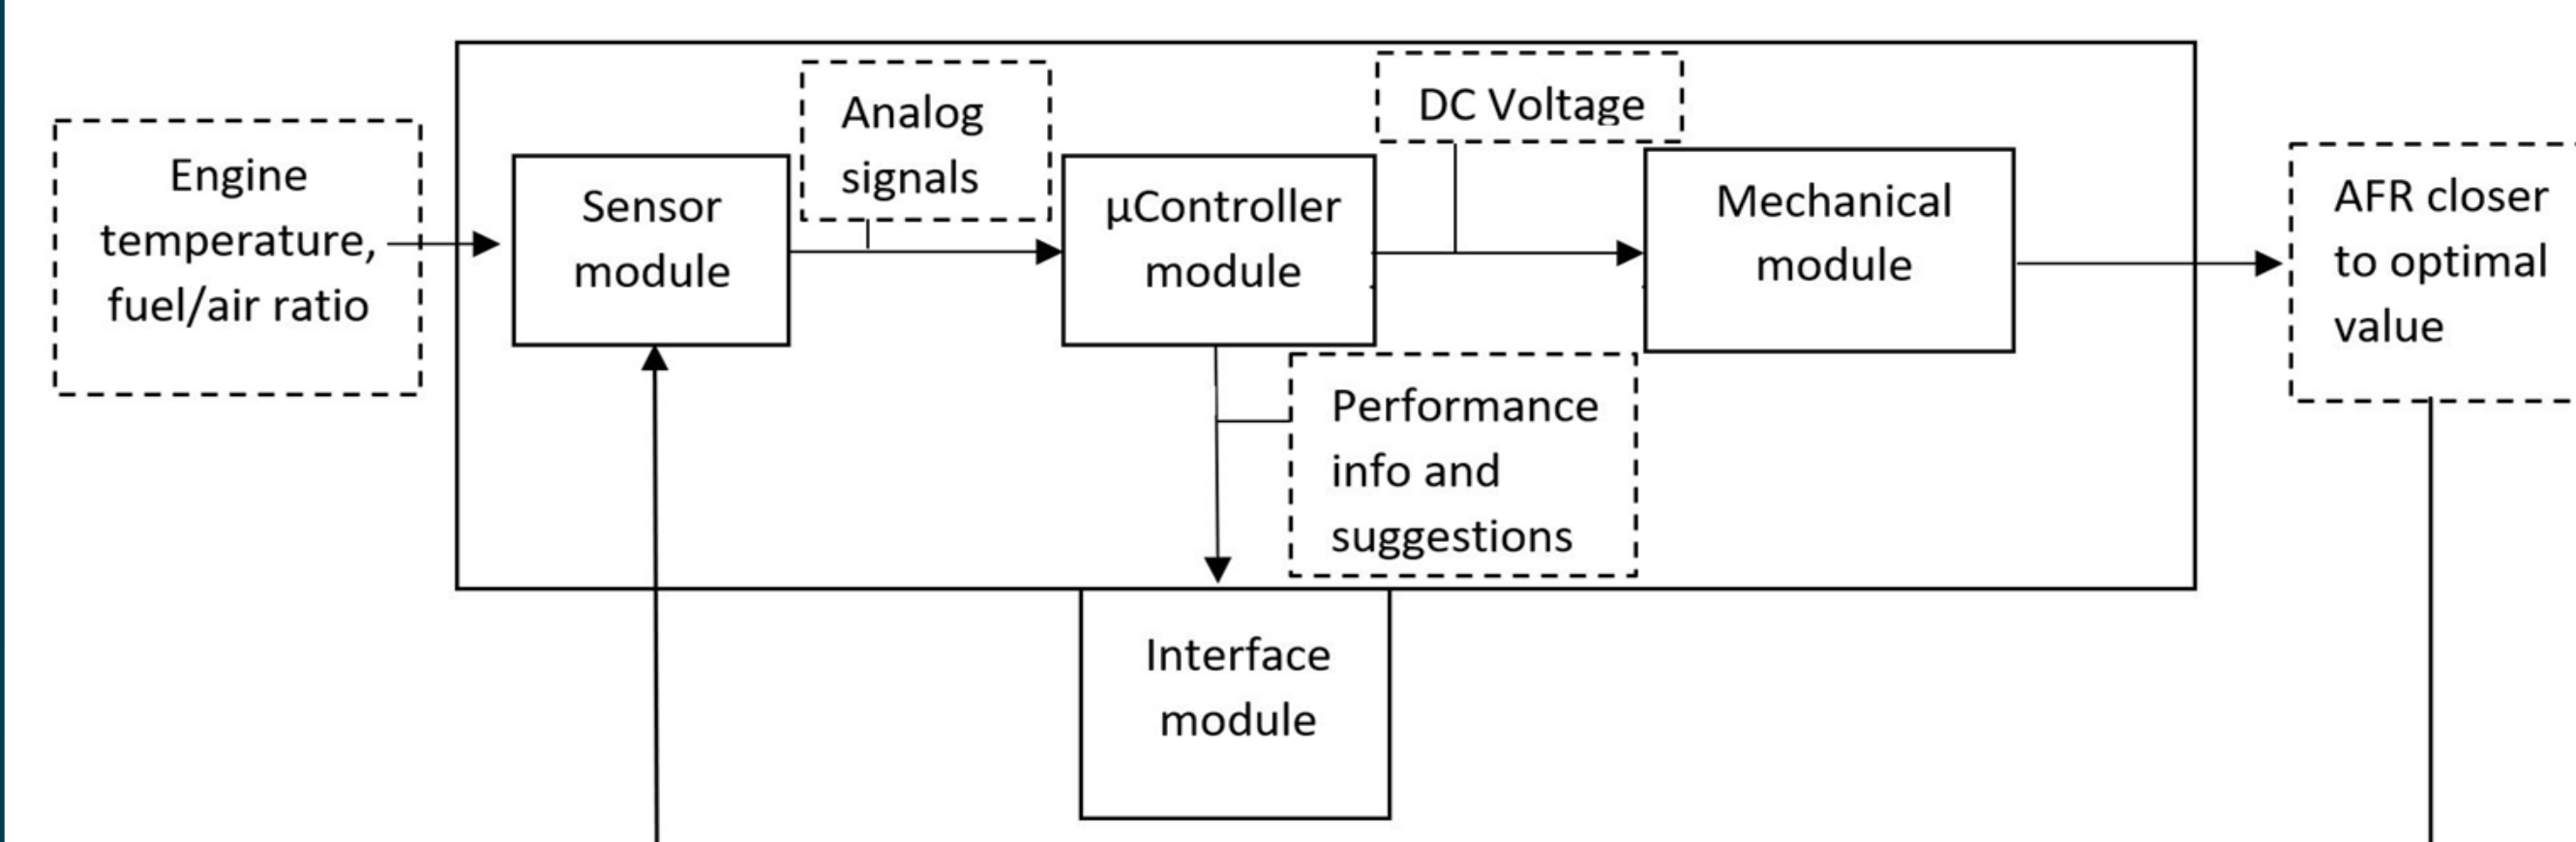 Engine
temperature,
fuel/air ratio
Sensor
module
Analog
signals
µController
module
DC Voltage
Mechanical
module
AFR closer
to optimal
value
Performance
info and
suggestions
Interface
module